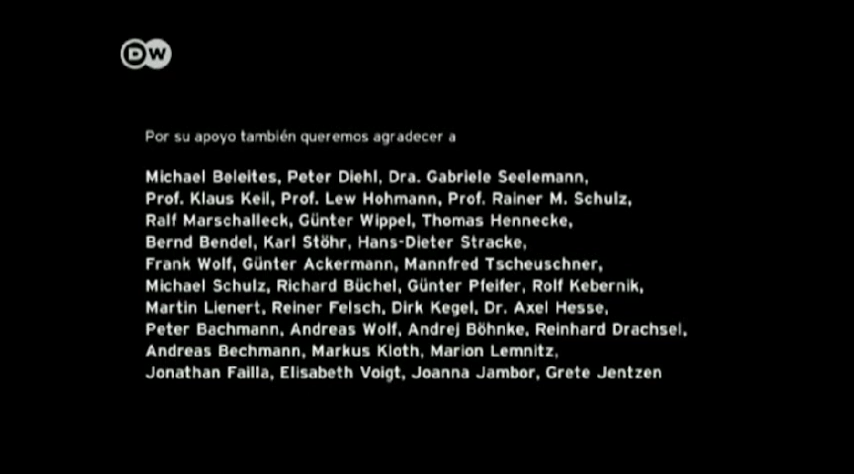 DW
Por su apoyo también queremos agradecer a
Michael Beleites, Peter Diehl, Dra. Gabriele Seelemann,
Prof. Klaus Keil, Prof. Lew Hohmann, Prof. Rainer M. Schulz,
Ralf Marschalleck, Günter Wippel, Thomas Hennecke,
Bernd Bendel, Karl Stöhr, Hans-Dieter Stracke,
Frank Wolf, Günter Ackermann, Mannfred Tscheuschner,
Michael Schulz, Richard Büchel, Günter Pfeifer, Rolf Kebernik,
Martin Lienert, Reiner Felsch, Dirk Kegel, Dr. Axel Hesse,
Peter Bachmann, Andreas Wolf, Andrej Böhnke, Reinhard Drachsel,
Andreas Bechmann, Markus Kloth, Marion Lemnitz,
Jonathan Failla, Elisabeth Voigt, Joanna Jambor, Grete Jentzen